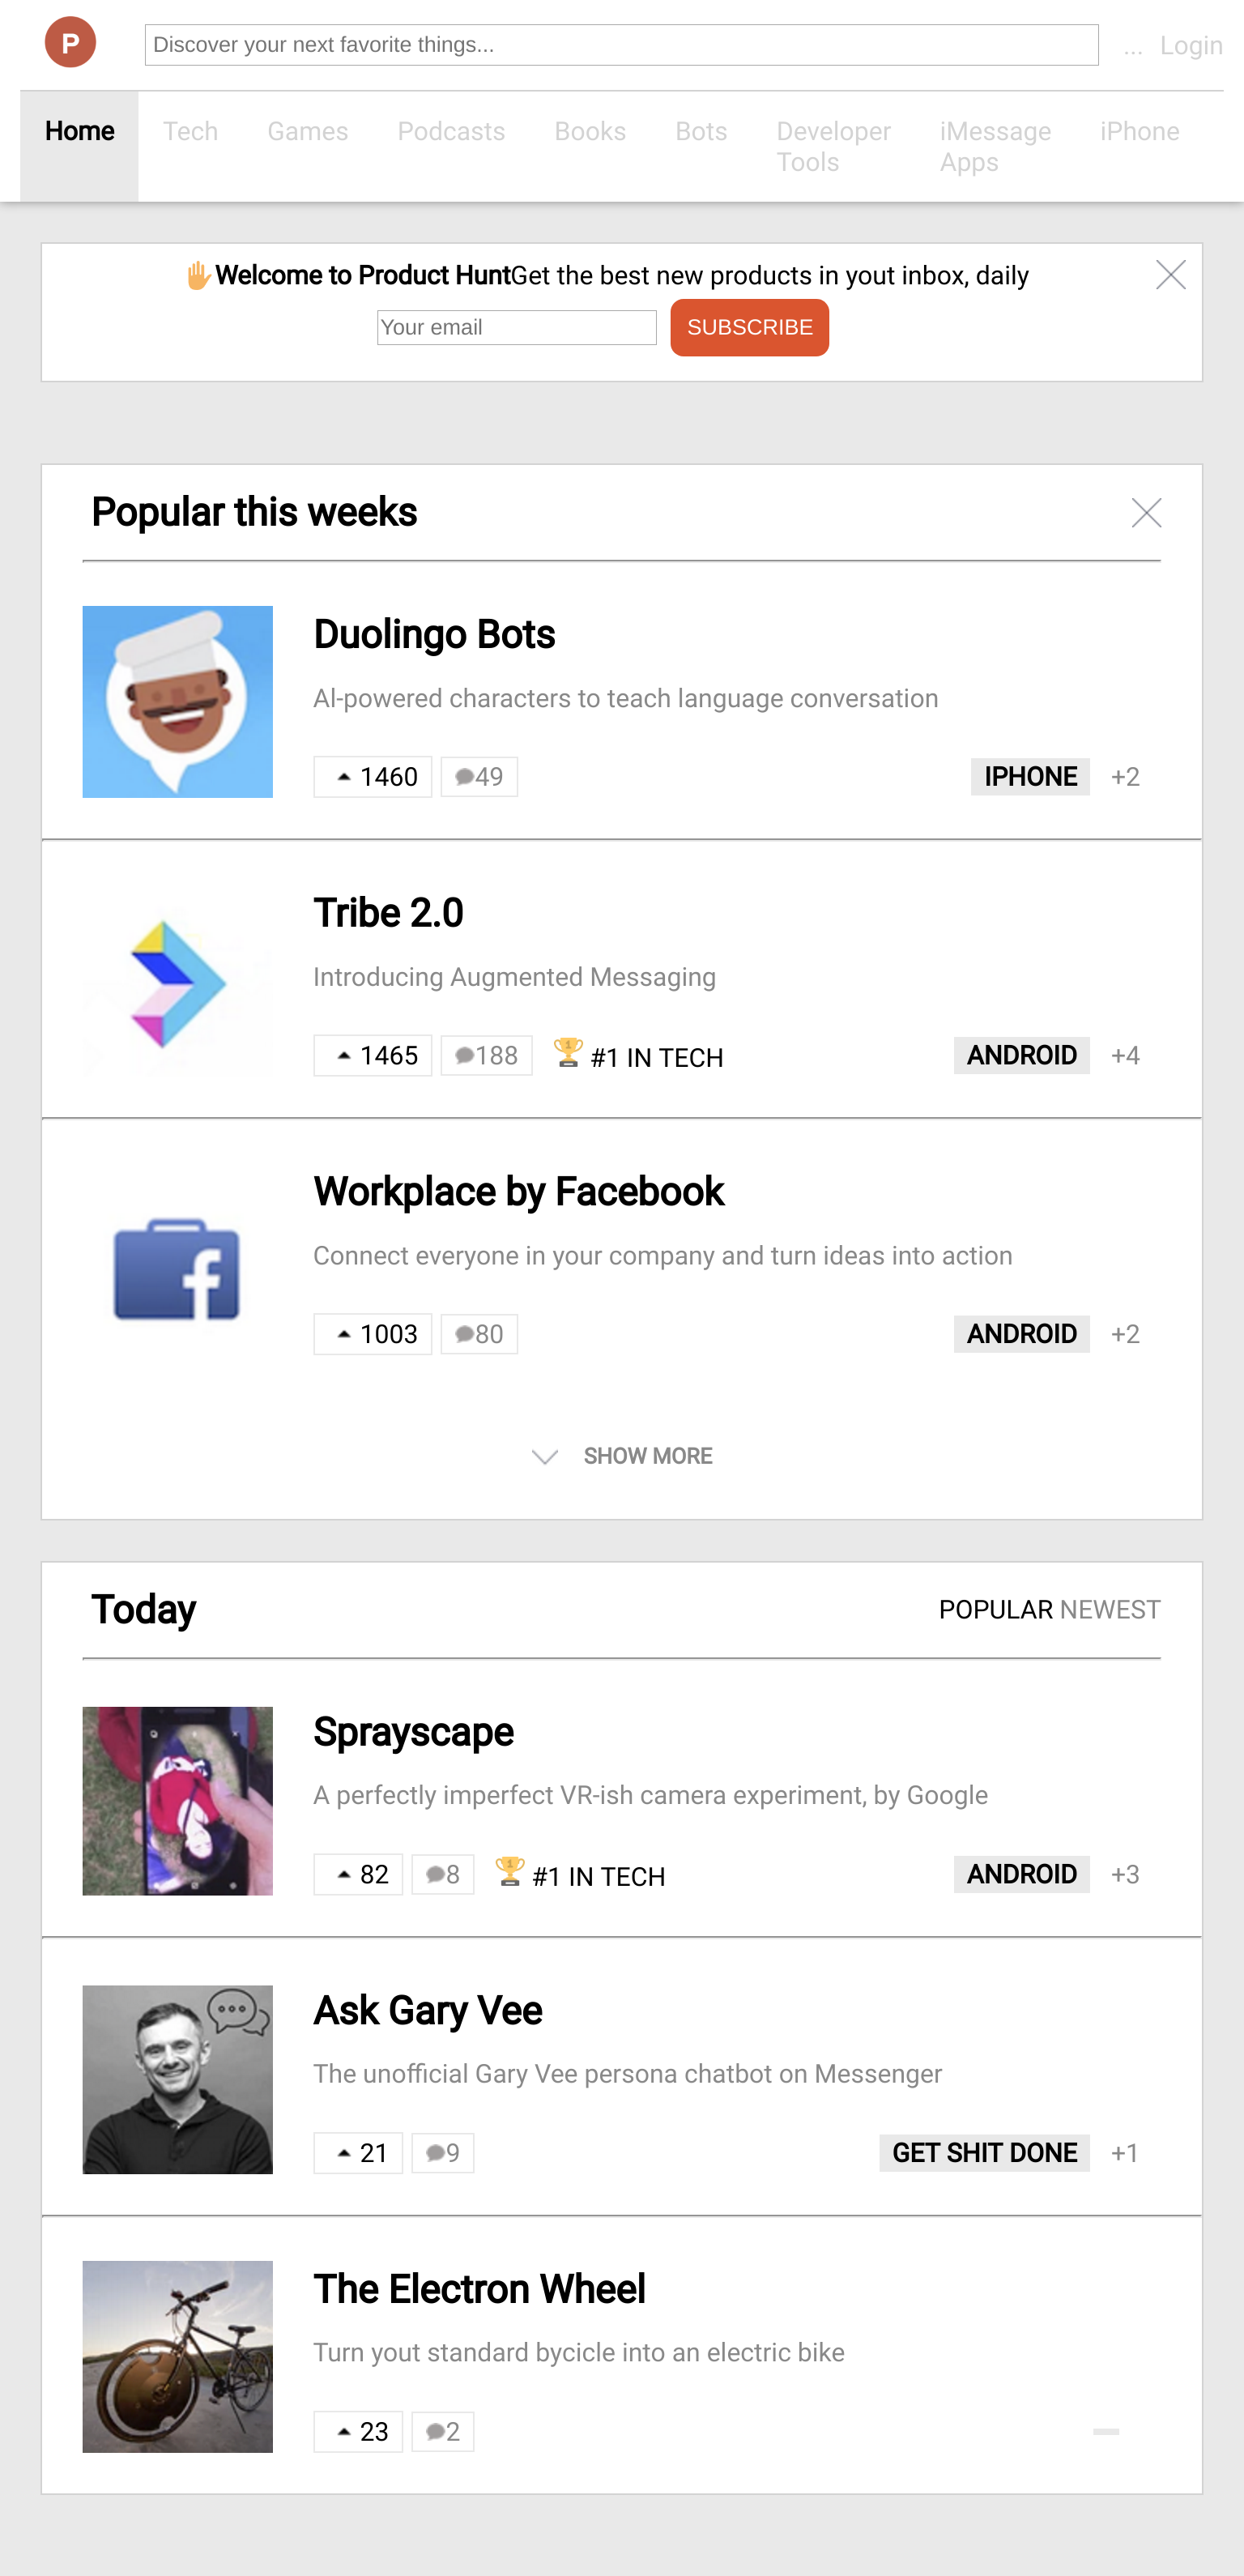 P
Discover your next favorite things...
... Login
Home Tech Games Podcasts Books Bots Developer Tools iMessage Apps iPhone
Welcome to Product HuntGet the best new products in yout inbox, daily
Your email SUBSCRIBE
Popular this weeks
Duolingo Bots
Al-powered characters to teach language conversation
1460 49 IPHONE +2
Tribe 2.0
Introducing Augmented Messaging
1465 188 1 #1 IN TECH ANDROID +4
Workplace by Facebook
Connect everyone in your company and turn ideas into action
f
1003 80 ANDROID +2
SHOW MORE
Today POPULAR NEWEST
Sprayscape
A perfectly imperfect VR-ish camera experiment, by Google
82 8 1 #1 IN TECH ANDROID +3
Ask Gary Vee
The unofficial Gary Vee persona chatbot on Messenger
21 9 GET SHIT DONE +1
The Electron Wheel
Turn yout standard bycicle into an electric bike
23 2